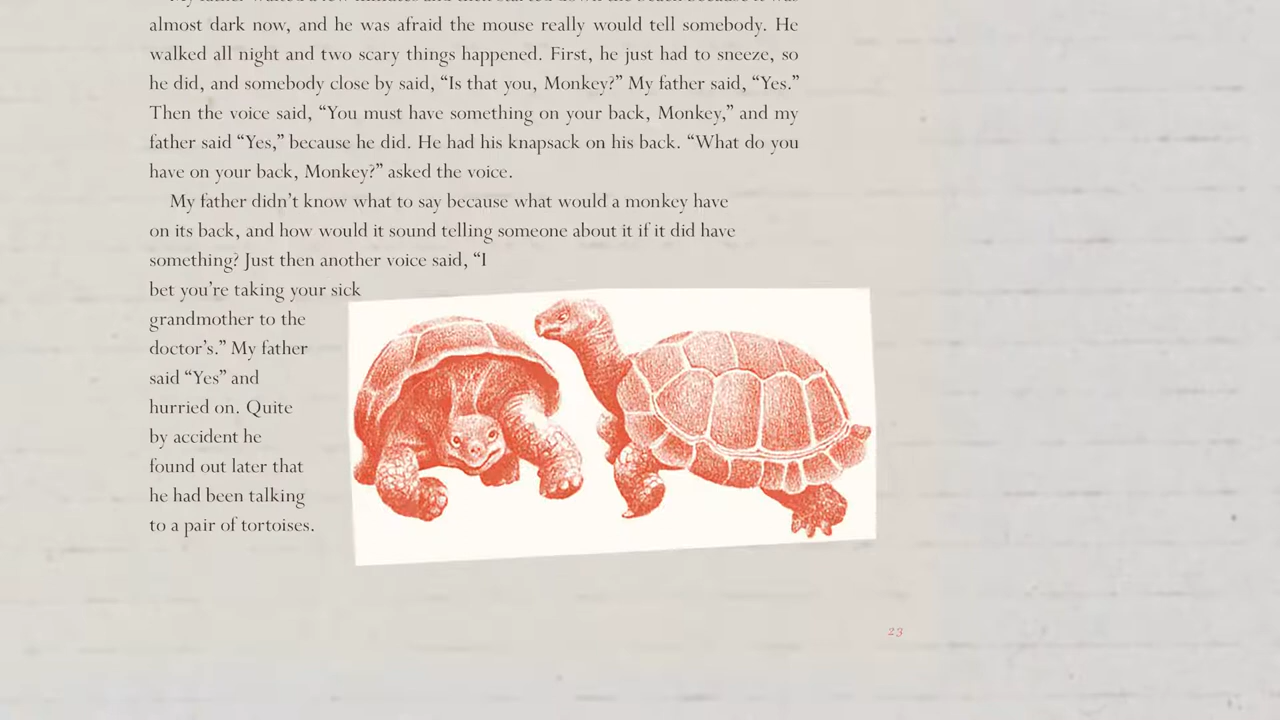 almost dark now, and he was afraid the mouse really would tell somebody. He
walked all night and two scary things happened. First, he just had to sneeze, so
he did, and somebody close by said, “Is that you, Monkey?” My father said, “Yes.”
Then the voice said, “You must have something on your back, Monkey,” and my
father said “Yes,” because he did. He had his knapsack on his back. “What do you
have on your back, Monkey?” asked the voice.
My father didn’t know what to say because what would a monkey have
on its back, and how would it sound telling someone about it if it did have
something? Just then another voice said, “I
bet you’re taking your sick
grandmother to the
doctor’s.” My father
said “Yes” and
hurried on. Quite
by accident he
found out later that
he had been talking
to a pair of tortoises.
23